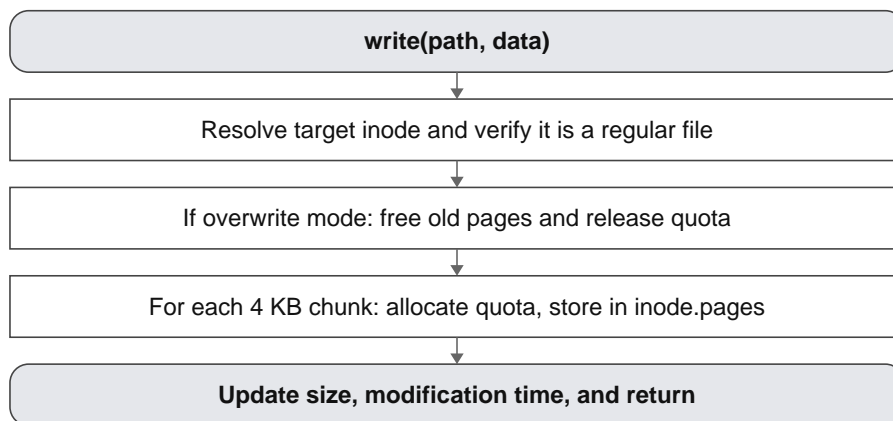 write(path, data)
Resolve target inode and verify it is a regular file
If overwrite mode: free old pages and release quota
For each 4 KB chunk: allocate quota, store in inode.pages
Update size, modification time, and return